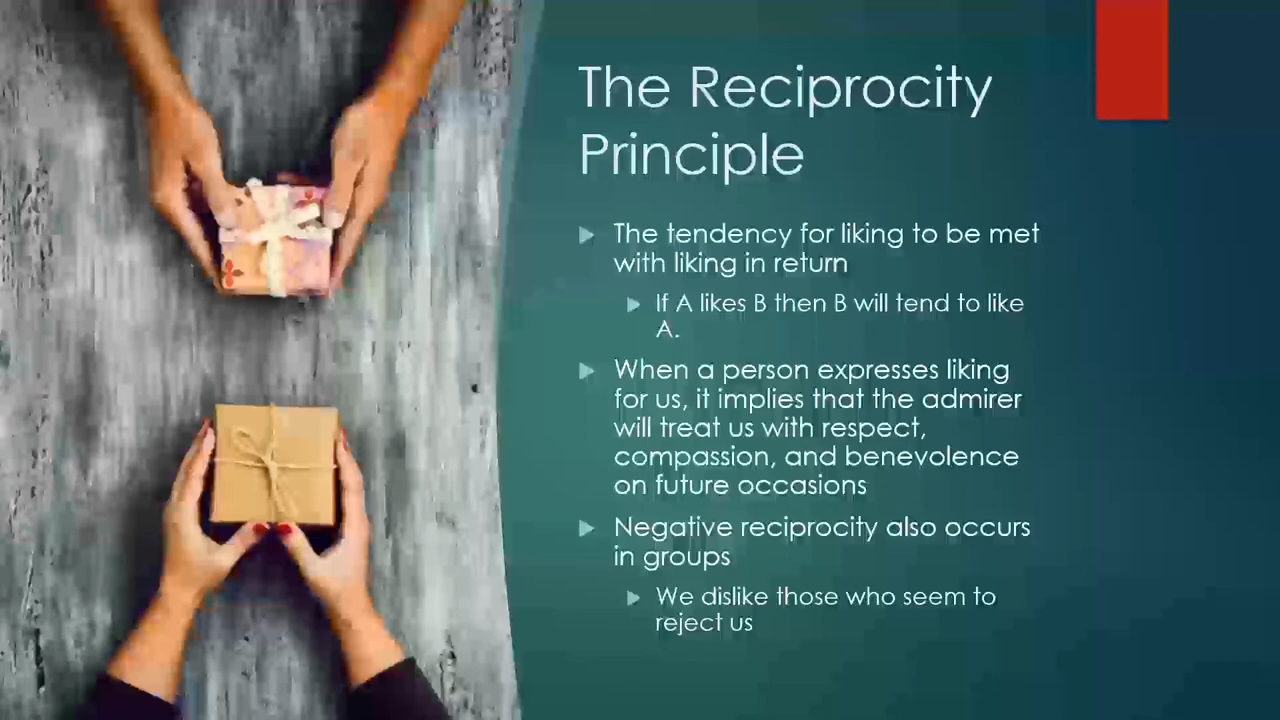 The Reciprocity
Principle
The tendency for liking to be met
with liking in return
If A likes B then B will tend to like
A.
When a person expresses liking
for us, it implies that the admirer
will treat us with respect,
compassion, and benevolence
on future occasions
Negative reciprocity also occurs
in groups
We dislike those who seem to
reject us